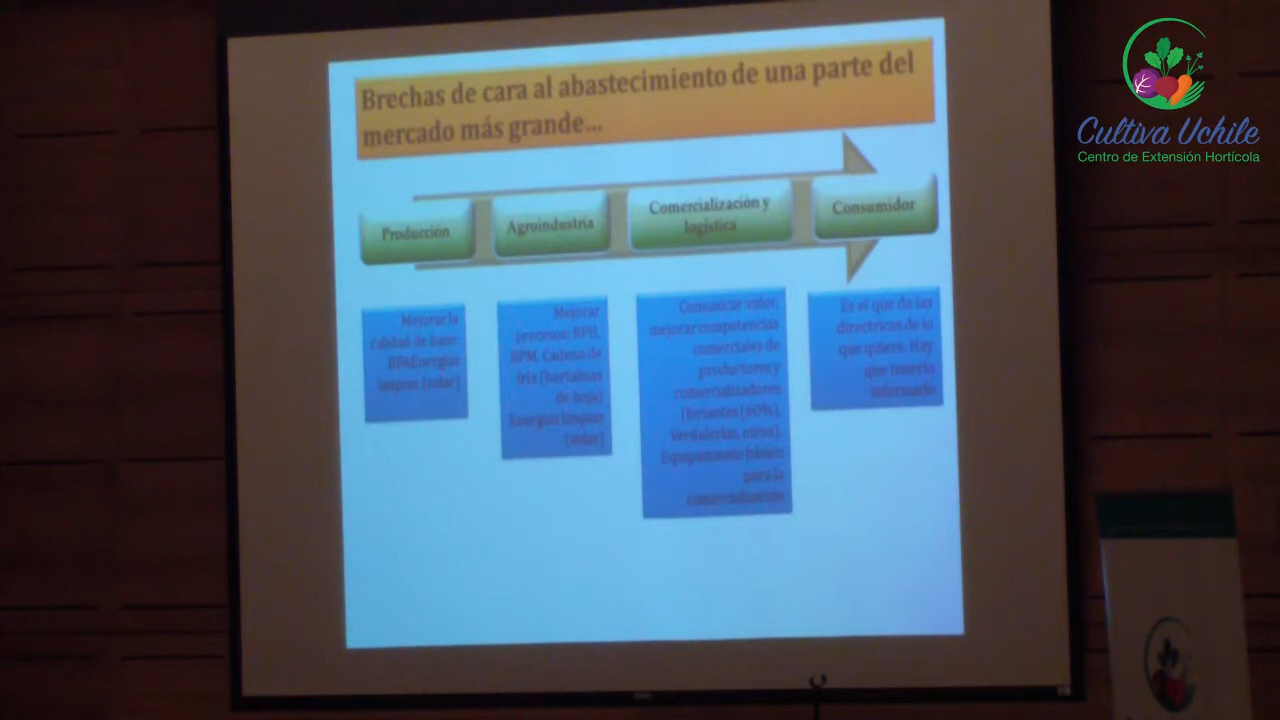 Brechas de cara al abastecimiento de una parte del
mercado más grande...
Producción
Agroindustria
Comercialización y
logística
Consumidor
Mejorar la
calidad de base:
BPA Energías
limpias (solar)
Mejorar
procesos: BPH,
BPM, Cadena de
fría (hortalizas
de hoja)
Energías limpias
(solar)
Comunicar valor,
mejorar competencias
comerciales de
productores y
comercializadores
(feriantes (60%),
Verdulerías, otros).
Equipamiento básico
para la
comercialización
Es el que da las
directrices de lo
que quiere. Hay
que tenerlo
informado
Cultiva Uchile
Centro de Extensión Hortícola